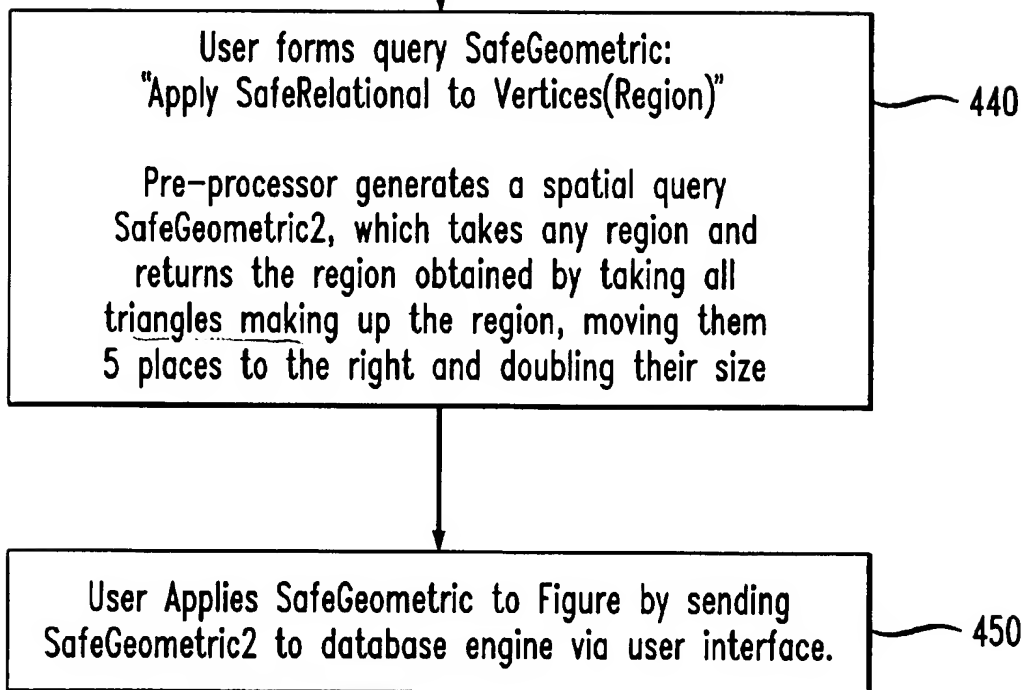 User forms query SafeGeometric:
"Apply SafeRelational to Vertices(Region)"
440
Pre-processor generates a spatial query
SafeGeometric2, which takes any region and
returns the region obtained by taking all
triangles making up the region, moving them
5 places to the right and doubling their size
User Applies SafeGeometric to Figure by sending
SafeGeometric2 to database engine via user interface.
450